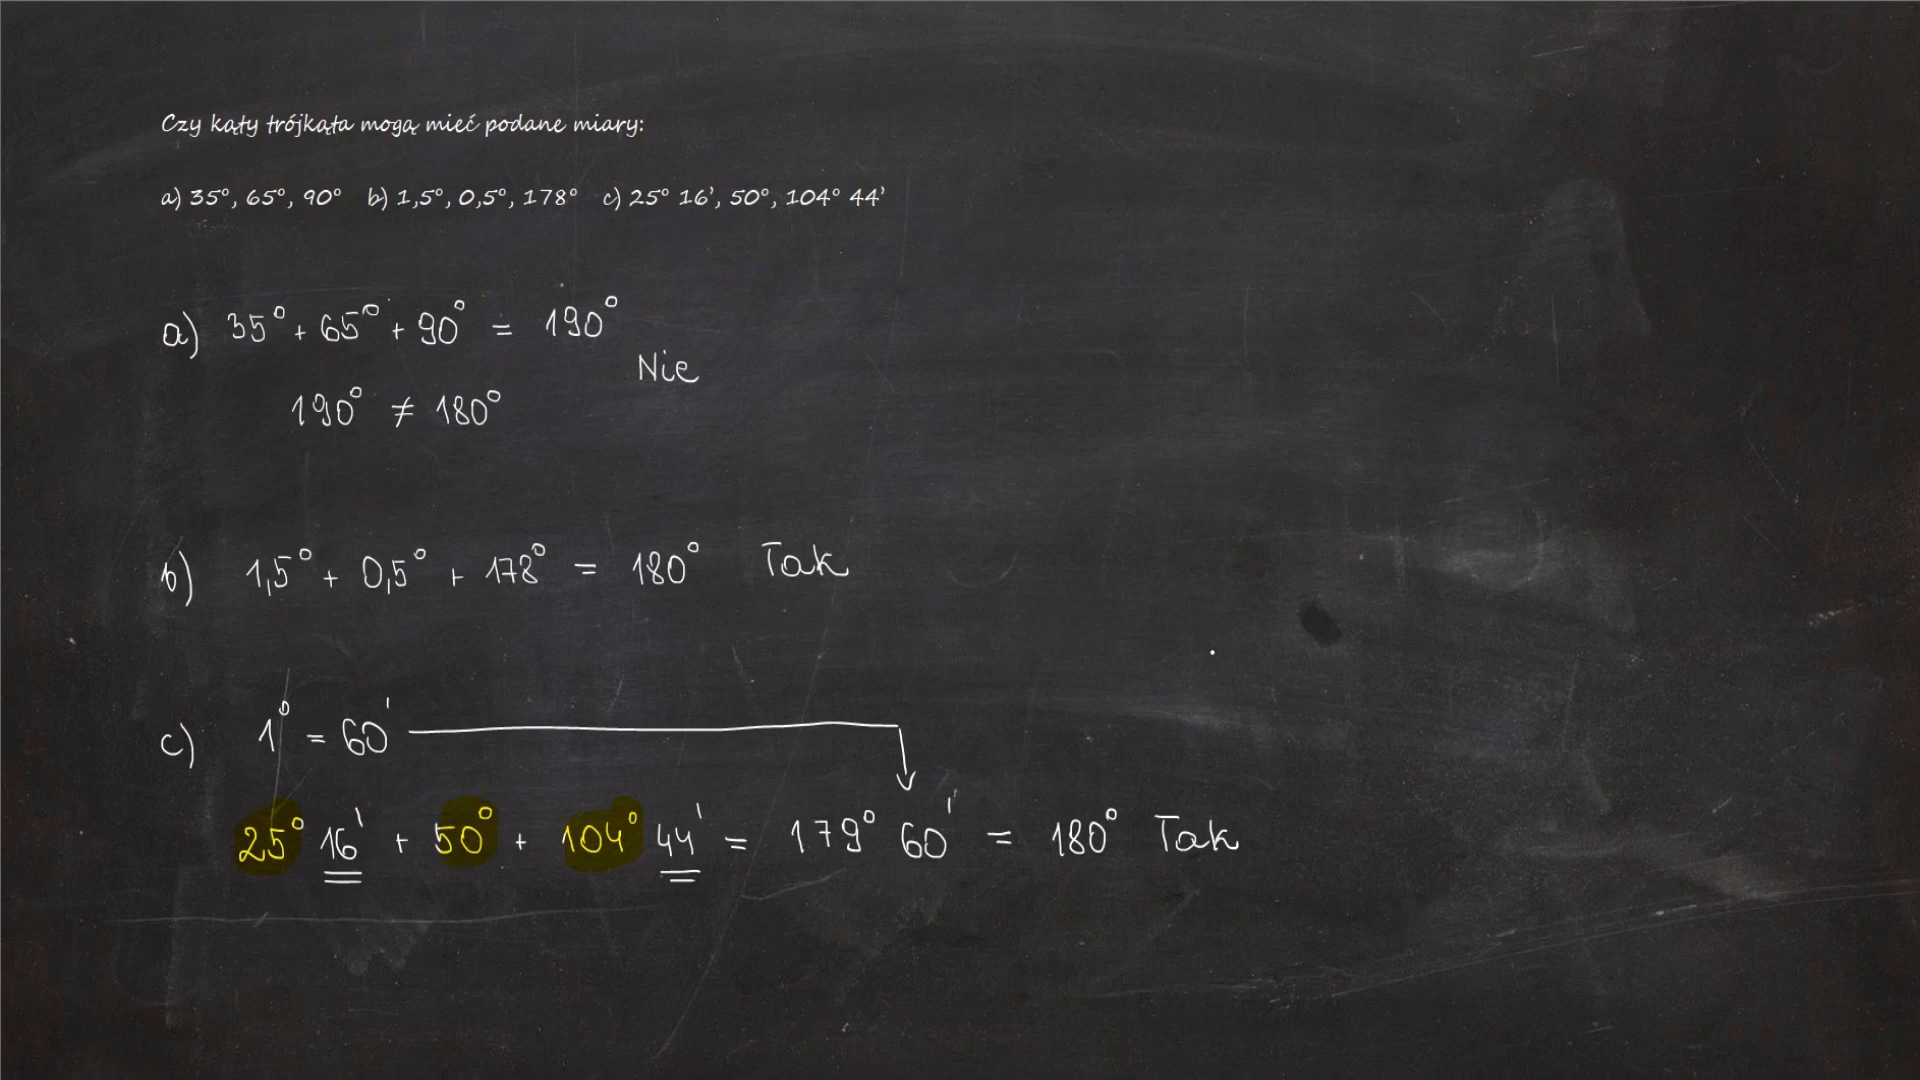 Czy kąty trójkąta mogą mieć podane miary:
a) 35°, 65°, 90° b) 1,5°, 0,5°, 178° c) 25° 16', 50°, 104° 44'
a) 35° + 65° + 90° = 190°
Nie
190° ≠ 180°
b) 1,5° + 0,5° + 178° = 180° Tak
c) 1° = 60'
25° 16' + 50° + 104° 44' = 179° 60' = 180° Tak